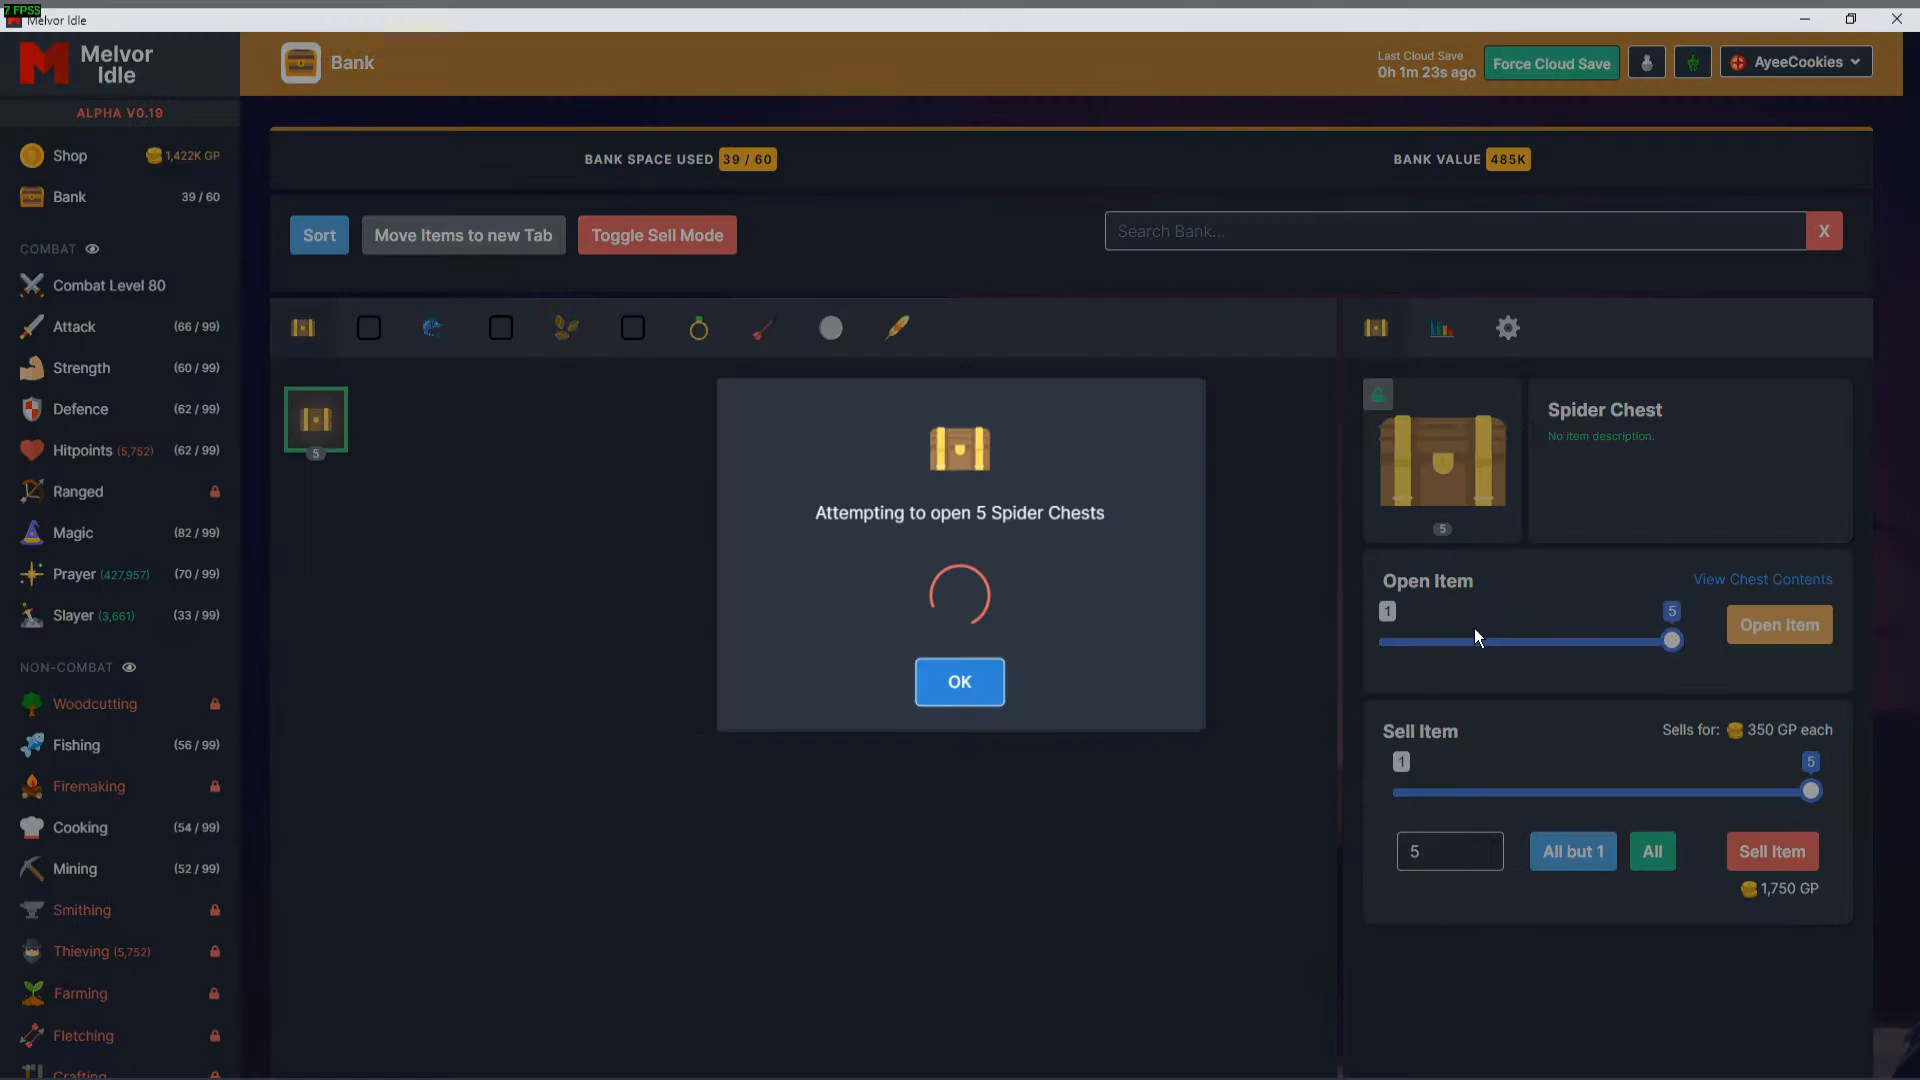 7 FPSS
Melvor Idle
Melvor
Idle
ALPHA V0.19
Shop 1,422K GP
Bank 39 / 60
COMBAT
Combat Level 80
Attack (66 / 99)
Strength (60 / 99)
Defence (62 / 99)
Hitpoints (5,752) (62 / 99)
Ranged
Magic (82 / 99)
Prayer (427,957) (70 / 99)
Slayer (3,661) (33 / 99)
NON-COMBAT
Woodcutting
Fishing (56 / 99)
Firemaking
Cooking (54 / 99)
Mining (52 / 99)
Smithing
Thieving (5,752)
Farming
Fletching
Crafting
Bank
Last Cloud Save
0h 1m 23s ago
Force Cloud Save
AyeeCookies
BANK SPACE USED 39 / 60
BANK VALUE 485K
Sort
Move Items to new Tab
Toggle Sell Mode
Search Bank...
X
5
Attempting to open 5 Spider Chests
OK
Spider Chest
No item description.
5
Open Item
View Chest Contents
1
5
Open Item
Sell Item
Sells for: 350 GP each
1
5
5
All but 1
All
Sell Item
1,750 GP